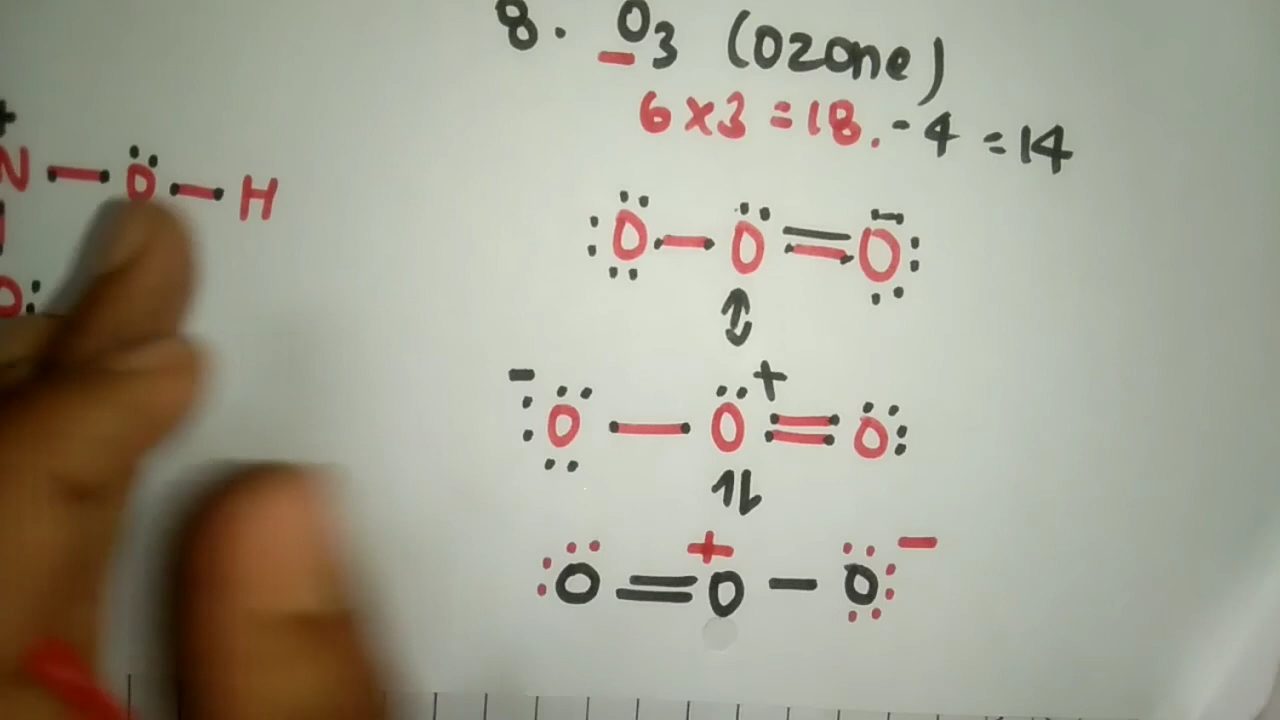 8. O3 (Ozone)
6 x 3 = 18. - 4 = 14
+
N — O — H
O
O — O = O
- O — O + = O
+ -
O = O — O